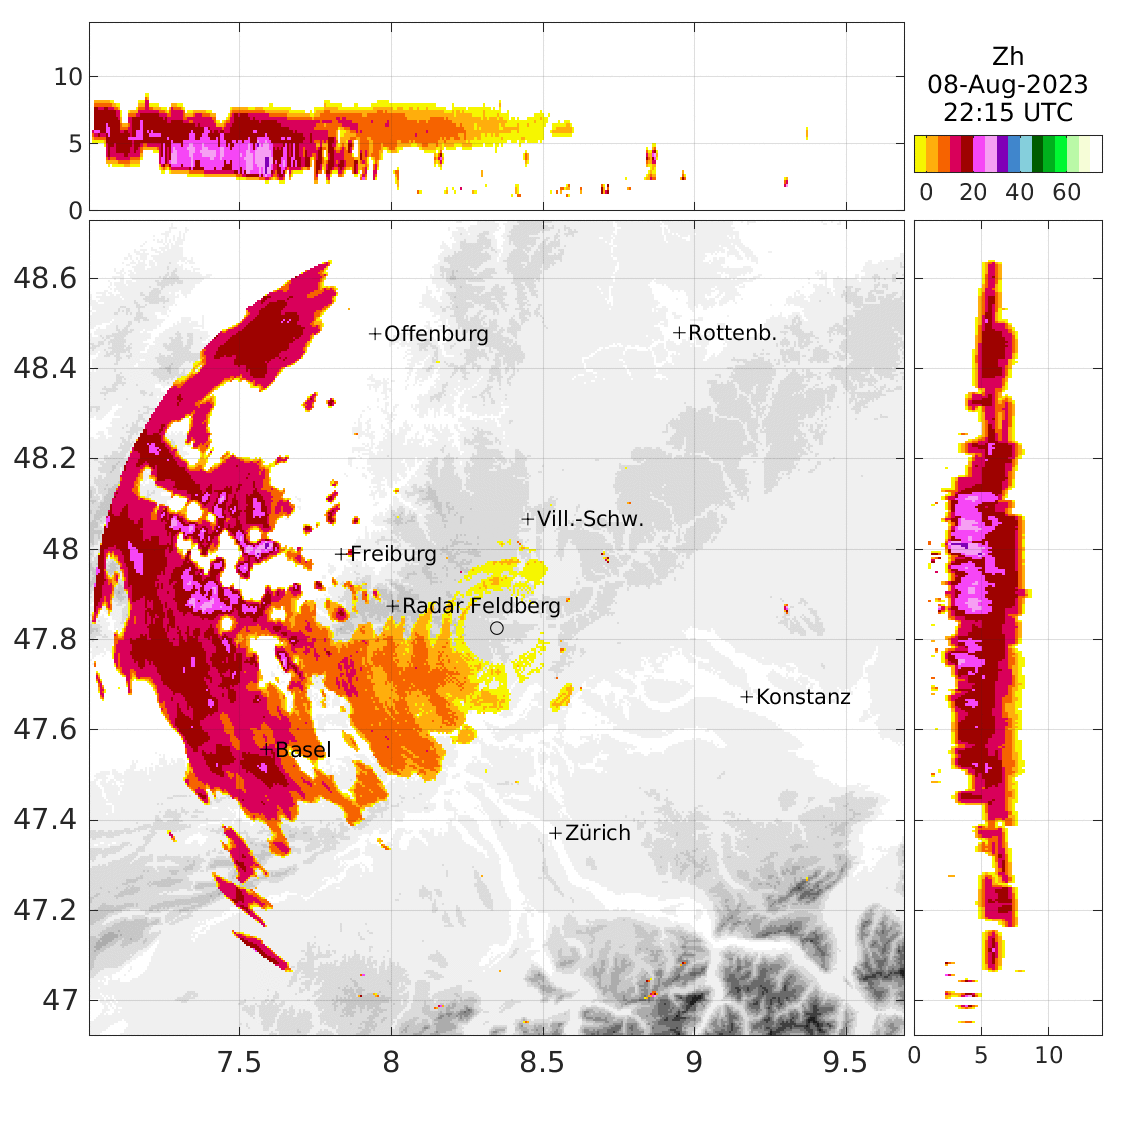 Zh
08-Aug-2023
22:15 UTC
0 20 40 60
10
5
0
48.6
48.4
48.2
48
47.8
47.6
47.4
47.2
47
+Offenburg
+Rottenb.
+Vill.-Schw.
+Freiburg
+Radar Feldberg
+Konstanz
+Basel
+Zürich
7.5 8 8.5 9 9.5
0 5 10